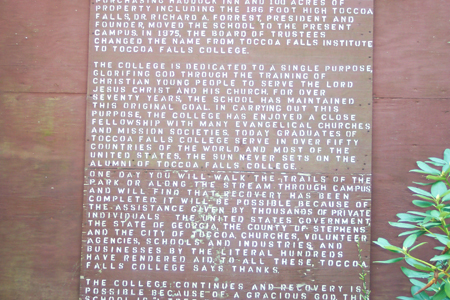 PURCHASING HADDOCK INN AND 100 ACRES OF
PROPERTY INCLUDING THE 186 FOOT HIGH TOCCOA
FALLS, DR. RICHARD A. FORREST, PRESIDENT AND
FOUNDER, MOVED THE SCHOOL TO THE PRESENT
CAMPUS. IN 1975, THE BOARD OF TRUSTEES
CHANGED THE NAME FROM TOCCOA FALLS INSTITUTE
TO TOCCOA FALLS COLLEGE.
THE COLLEGE IS DEDICATED TO A SINGLE PURPOSE,
GLORIFING GOD THROUGH THE TRAINING OF
CHRISTIAN YOUNG PEOPLE TO SERVE THE LORD
JESUS CHRIST AND HIS CHURCH. FOR OVER
SEVENTY YEARS, THE SCHOOL HAS MAINTAINED
THIS ORIGINAL GOAL. IN CARRYING OUT THIS
PURPOSE, THE COLLEGE HAS ENJOYED A CLOSE
FELLOWSHIP WITH MANY EVANGELICAL CHURCHES
AND MISSION SOCIETIES. TODAY GRADUATES OF
TOCCOA FALLS COLLEGE SERVE IN OVER FIFTY
COUNTRIES OF THE WORLD AND MOST OF THE
UNITED STATES. THE SUN NEVER SETS ON THE
ALUMNI OF TOCCOA FALLS COLLEGE.
ONE DAY YOU WILL WALK THE TRAILS OF THE
PARK OR ALONG THE STREAM THROUGH CAMPUS
AND WILL FIND THAT RECOVERY HAS BEEN
COMPLETED. IT WILL BE POSSIBLE BECAUSE OF
THE ASSISTANCE GIVEN BY THOUSANDS OF PRIVATE
INDIVIDUALS. THE UNITED STATES GOVERNMENT,
THE STATE OF GEORGIA, THE COUNTY OF STEPHENS
AND THE CITY OF TOCCOA, CHURCHES, VOLUNTEER
AGENCIES, SCHOOLS, AND INDUSTRIES AND
BUSINESSES BY THE LITERAL HUNDREDS
HAVE RENDERED AID. TO ALL THESE, TOCCOA
FALLS COLLEGE SAYS THANKS.
THE COLLEGE CONTINUES AND RECOVERY IS
POSSIBLE BECAUSE OF A GRACIOUS GOD. THIS